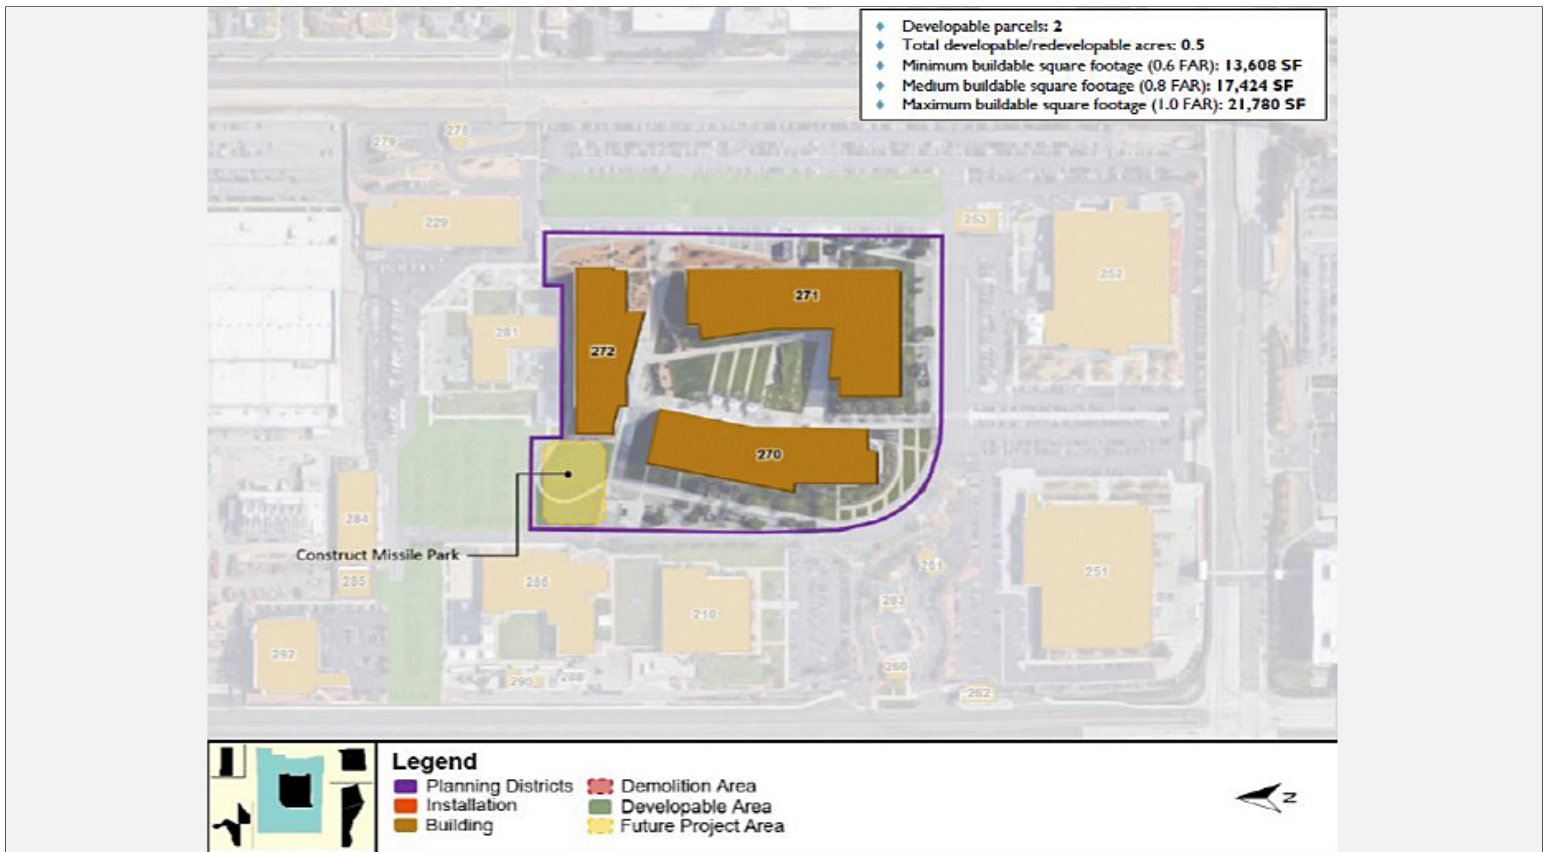 Developable parcels: 2
Total developable/redevelopable acres: 0.5
Minimum buildable square footage (0.6 FAR): 13,608 SF
Medium buildable square footage (0.8 FAR): 17,424 SF
Maximum buildable square footage (1.0 FAR): 21,780 SF
278
279
229
253
252
271
281
272
270
284
Construct Missile Park
285
286
261
251
283
210
292
260
290
288
262
Legend
Planning Districts
Demolition Area
Installation
Developable Area
Building
Future Project Area
N